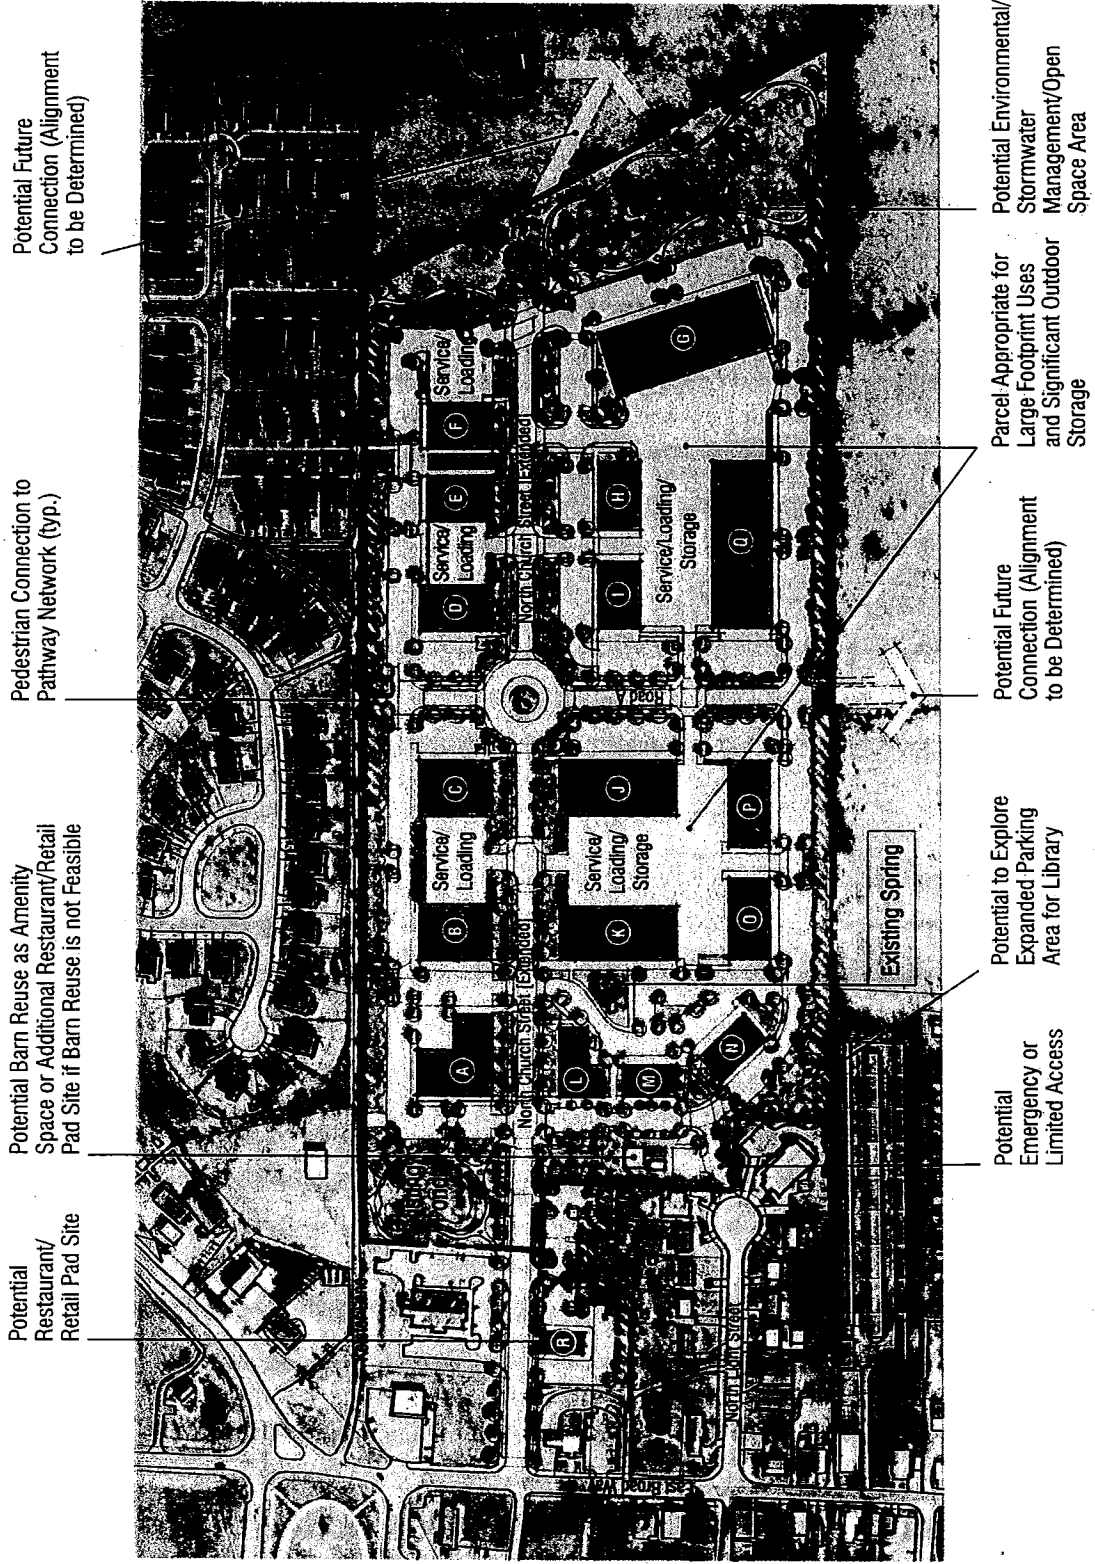 Potential
Restaurant/
Retail Pad Site
Potential Barn Reuse as Amenity
Space or Additional Restaurant/Retail
Pad Site if Barn Reuse is not Feasible
Pedestrian Connection to
Pathway Network (typ.)
Potential Future
Connection (Alignment
to be Determined)
A
B
Service/
Loading
C
D
Service/
Loading
E
F
Service/
Loading
North Church Street (Extended)
North Church Street (Extended)
R
L
M
N
K
Service/
Loading/
Storage
J
O
P
Road A
I
H
Service/Loading/
Storage
Q
G
North Light Street
East Broad Way
Existing Spring
Potential
Emergency or
Limited Access
Potential to Explore
Expanded Parking
Area for Library
Potential Future
Connection (Alignment
to be Determined)
Parcel Appropriate for
Large Footprint Uses
and Significant Outdoor
Storage
Potential Environmental/
Stormwater
Management/Open
Space Area